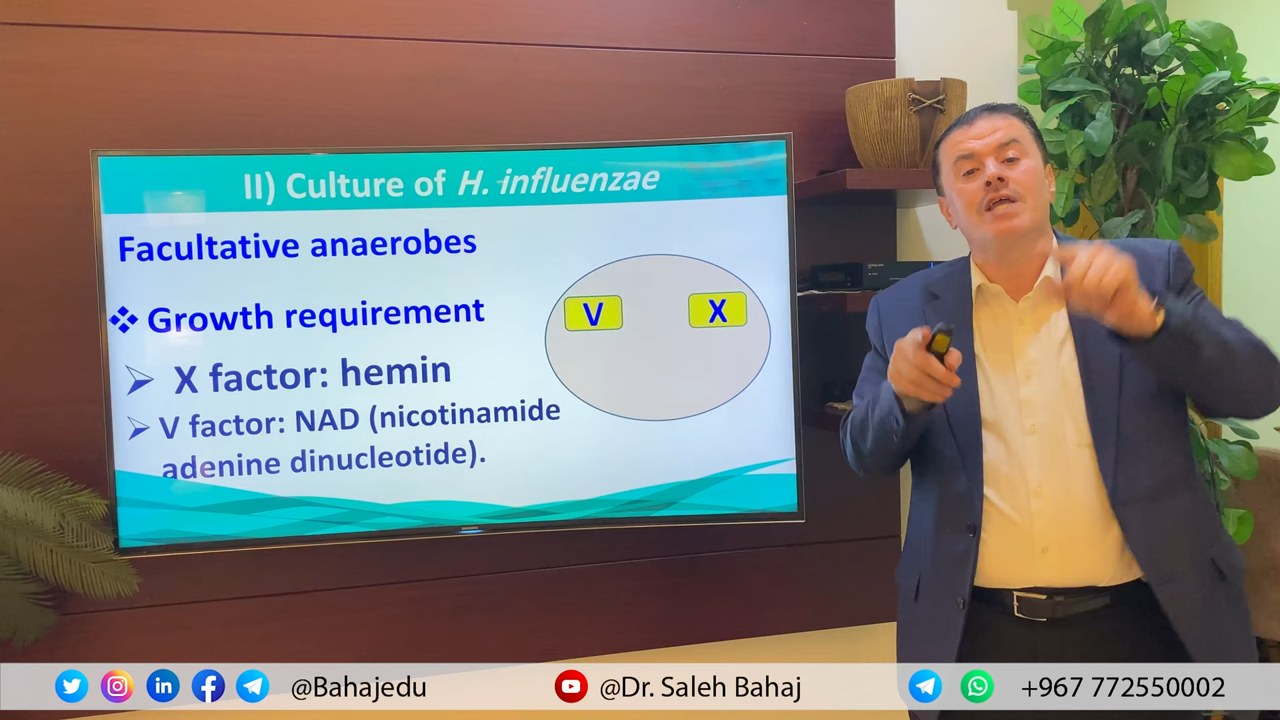 II) Culture of H. influenzae
Facultative anaerobes
❖ Growth requirement
➢ X factor: hemin
➢ V factor: NAD (nicotinamide
adenine dinucleotide).
V
X
@Bahajedu
@Dr. Saleh Bahaj
+967 772550002